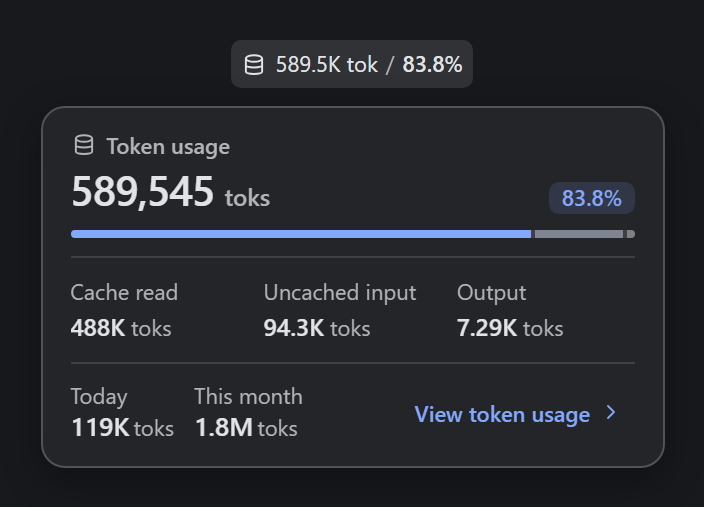 589.5K tok / 83.8%
Token usage
589,545 toks
83.8%
Cache read Uncached input Output
488K toks 94.3K toks 7.29K toks
Today This month
119K toks 1.8M toks
View token usage